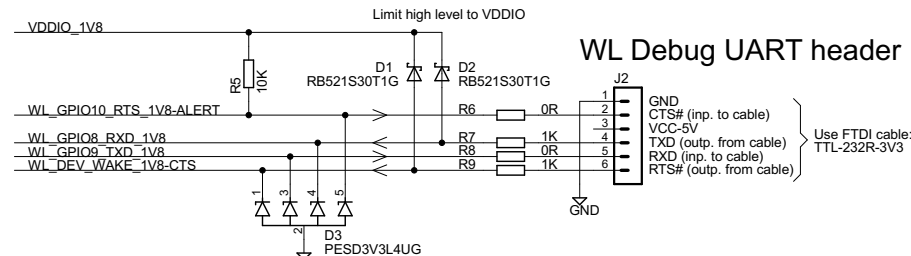 Limit high level to VDDIO
VDDIO_1V8
WL Debug UART header
D1
RB521S30T1G
D2
RB521S30T1G
R5
10K
J2
WL_GPIO10_RTS_1V8-ALERT
R6
0R
1
GND
2
CTS# (inp. to cable)
3
VCC-5V
WL_GPIO8_RXD_1V8
R7
1K
4
TXD (outp. from cable)
WL_GPIO9_TXD_1V8
R8
0R
5
RXD (inp. to cable)
WL_DEV_WAKE_1V8-CTS
R9
1K
6
RTS# (outp. from cable)
Use FTDI cable:
TTL-232R-3V3
1
3
4
5
2
GND
D3
PESD3V3L4UG